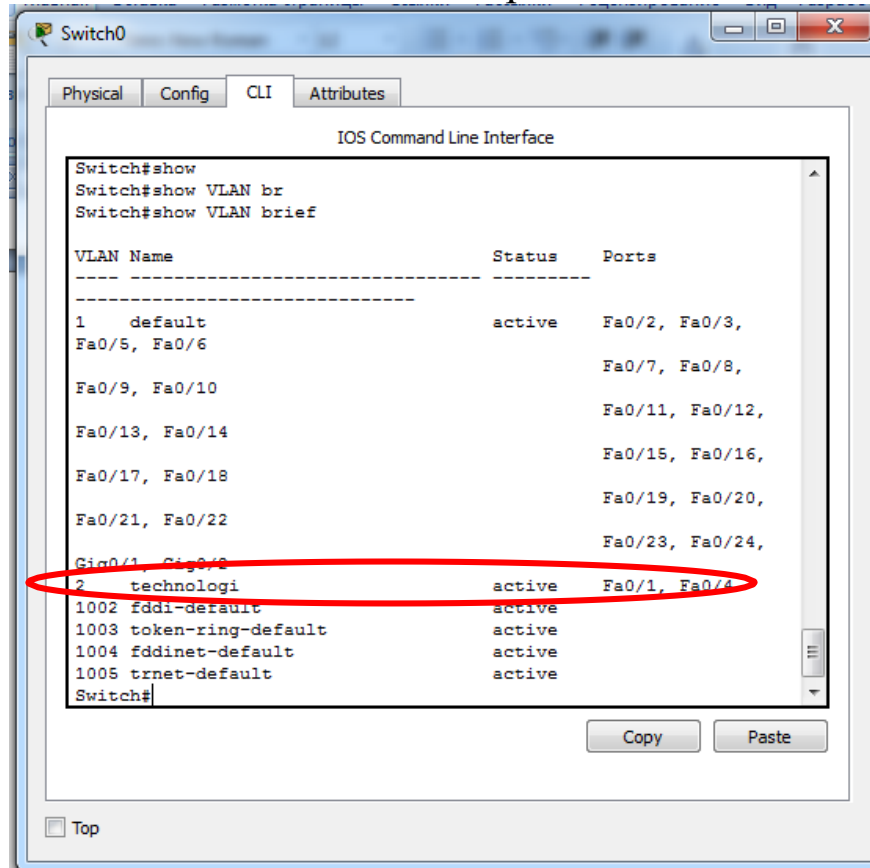 Switch0
Physical Config CLI Attributes
IOS Command Line Interface
Switch#show
Switch#show VLAN br
Switch#show VLAN brief
VLAN Name Status Ports
---- -------------------------------- ---------
-------------------------------
1 default active Fa0/2, Fa0/3,
Fa0/5, Fa0/6
Fa0/7, Fa0/8,
Fa0/9, Fa0/10
Fa0/11, Fa0/12,
Fa0/13, Fa0/14
Fa0/15, Fa0/16,
Fa0/17, Fa0/18
Fa0/19, Fa0/20,
Fa0/21, Fa0/22
Fa0/23, Fa0/24,
Gig0/1, Gig0/2
2 technologi active Fa0/1, Fa0/4
1002 fddi-default active
1003 token-ring-default active
1004 fddinet-default active
1005 trnet-default active
Switch#
Copy Paste
Top